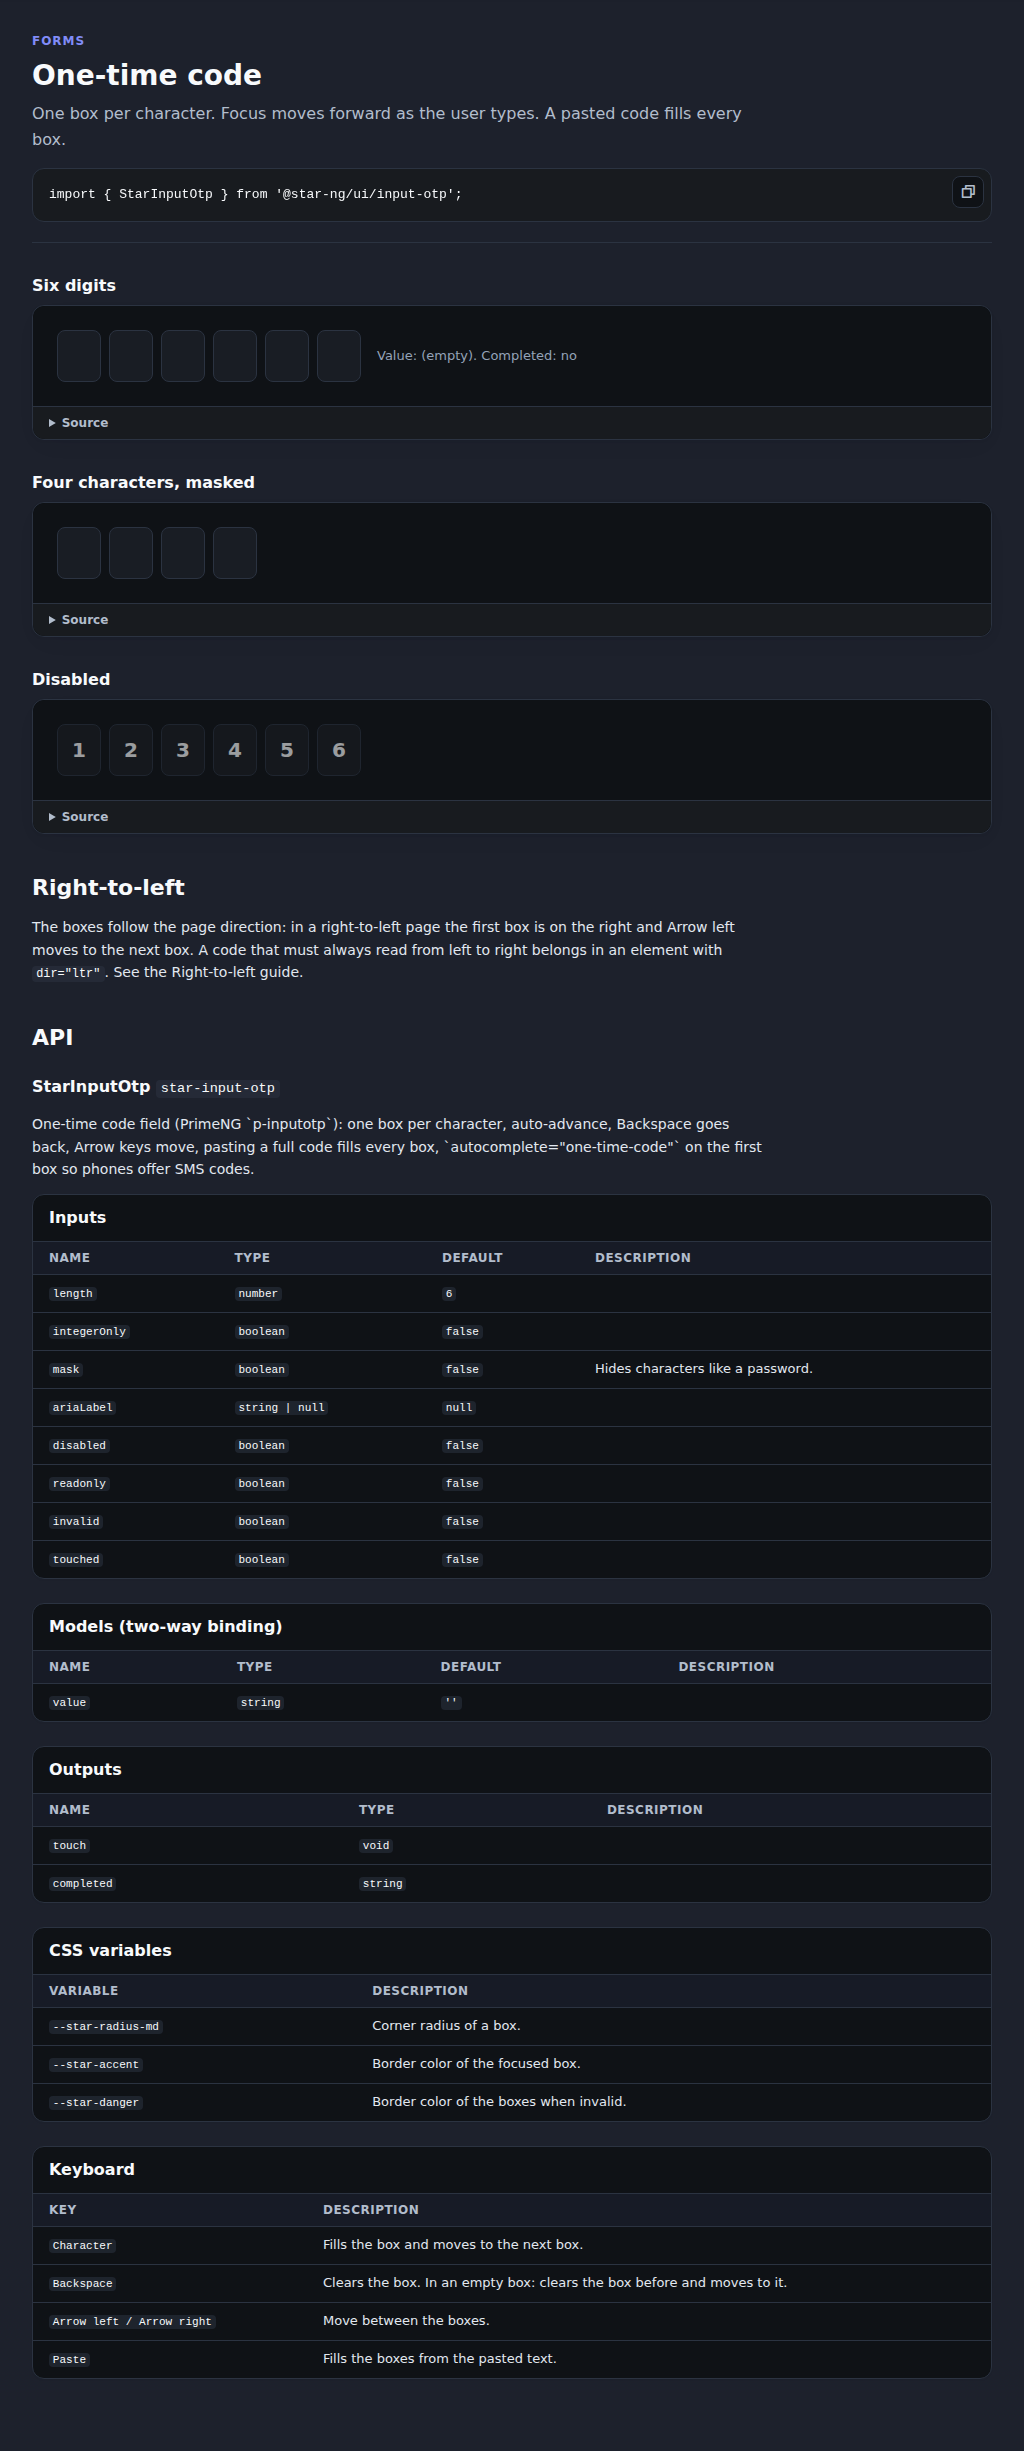 FORMS
One-time code
One box per character. Focus moves forward as the user types. A pasted code fills every
box.
import { StarInputOtp } from '@star-ng/ui/input-otp';
Six digits
Value: (empty). Completed: no
Source
Four characters, masked
Source
Disabled
1 2 3 4 5 6
Source
Right-to-left
The boxes follow the page direction: in a right-to-left page the first box is on the right and Arrow left
moves to the next box. A code that must always read from left to right belongs in an element with
dir="ltr". See the Right-to-left guide.
API
StarInputOtp star-input-otp
One-time code field (PrimeNG `p-inputotp`): one box per character, auto-advance, Backspace goes
back, Arrow keys move, pasting a full code fills every box, `autocomplete="one-time-code"` on the first
box so phones offer SMS codes.
Inputs
NAME TYPE DEFAULT DESCRIPTION
length number 6
integerOnly boolean false
mask boolean false Hides characters like a password.
ariaLabel string | null null
disabled boolean false
readonly boolean false
invalid boolean false
touched boolean false
Models (two-way binding)
NAME TYPE DEFAULT DESCRIPTION
value string ''
Outputs
NAME TYPE DESCRIPTION
touch void
completed string
CSS variables
VARIABLE DESCRIPTION
--star-radius-md Corner radius of a box.
--star-accent Border color of the focused box.
--star-danger Border color of the boxes when invalid.
Keyboard
KEY DESCRIPTION
Character Fills the box and moves to the next box.
Backspace Clears the box. In an empty box: clears the box before and moves to it.
Arrow left / Arrow right Move between the boxes.
Paste Fills the boxes from the pasted text.